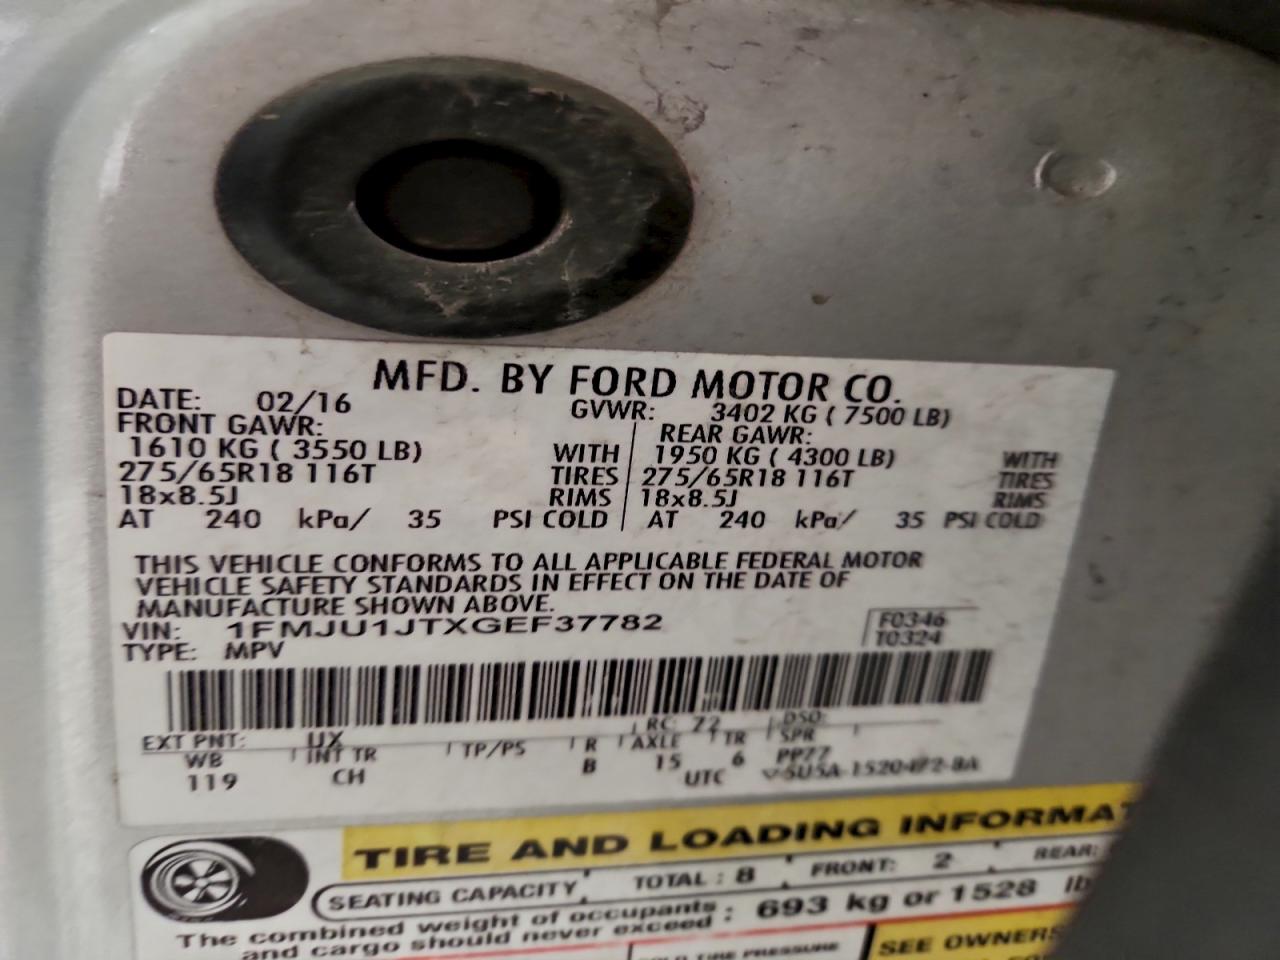 MFD. BY FORD MOTOR CO.
DATE: 02/16 GVWR: 3402 KG ( 7500 LB)
FRONT GAWR: REAR GAWR:
1610 KG ( 3550 LB) WITH 1950 KG ( 4300 LB) WITH
275/65R18 116T TIRES 275/65R18 116T TIRES
18x8.5J RIMS 18x8.5J RIMS
AT 240 kPa/ 35 PSI COLD AT 240 kPa/ 35 PSI COLD
THIS VEHICLE CONFORMS TO ALL APPLICABLE FEDERAL MOTOR
VEHICLE SAFETY STANDARDS IN EFFECT ON THE DATE OF
MANUFACTURE SHOWN ABOVE.
VIN: 1FMJU1JTXGEF37782 F0346
TYPE: MPV T0324
EXT PNT: UX RC: 72 DSO:
WB INT TR TP/PS R AXLE TR SPR
119 CH B 15 6 PPZZ
UTC
TIRE AND LOADING INFORMAT
SEATING CAPACITY TOTAL : 8 FRONT: 2 REAR:
The combined weight of occupants : 693 kg or 1528 lb
and cargo should never exceed
TIRE PRESSURE SEE OWNERS